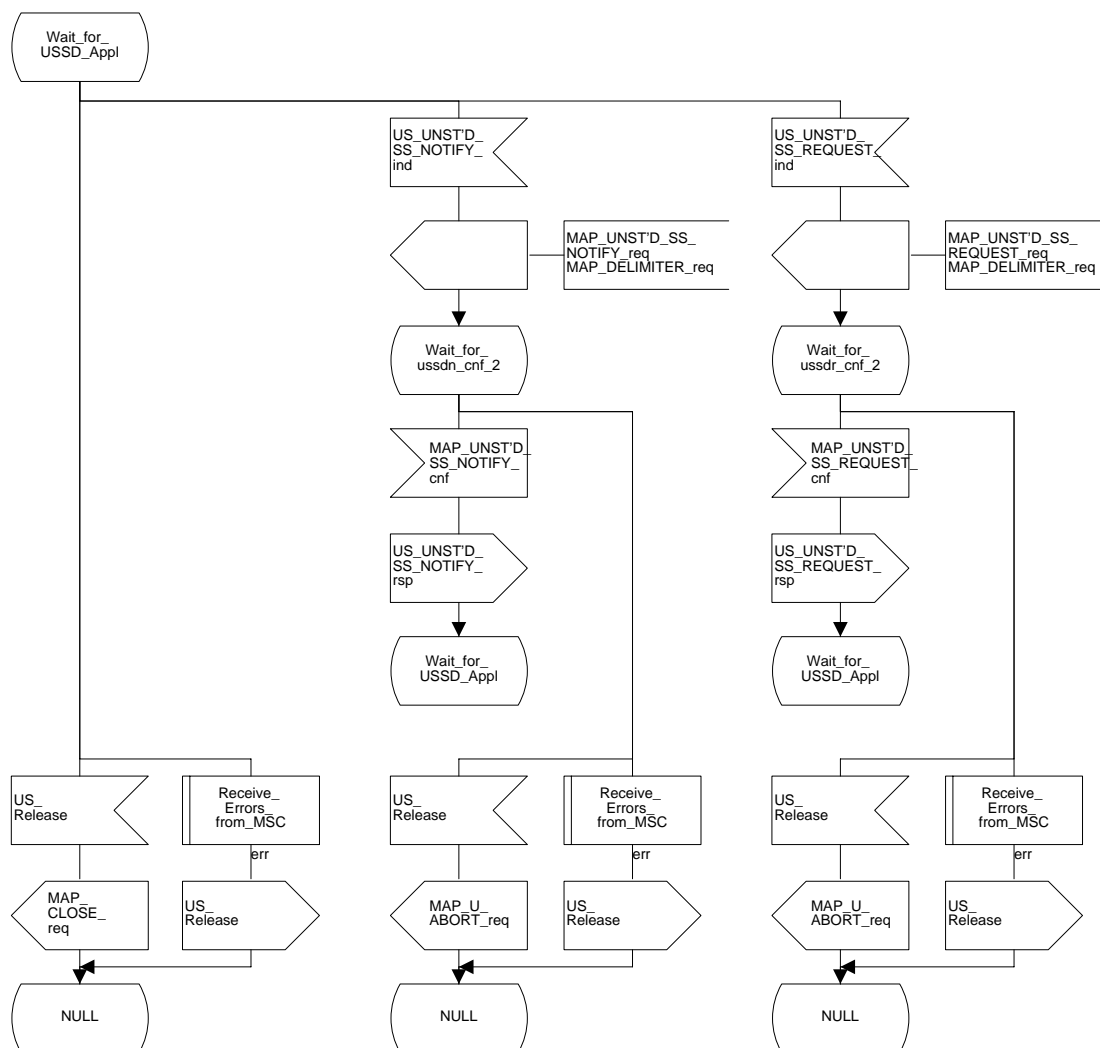 Wait_for_
USSD_Appl
US_UNST'D_
SS_NOTIFY_
ind
US_UNST'D_
SS_REQUEST_
ind
MAP_UNST'D_SS_
NOTIFY_req
MAP_DELIMITER_req
MAP_UNST'D_SS_
REQUEST_req
MAP_DELIMITER_req
Wait_for_
ussdn_cnf_2
Wait_for_
ussdr_cnf_2
MAP_UNST'D_
SS_NOTIFY_
cnf
MAP_UNST'D_
SS_REQUEST_
cnf
US_UNST'D_
SS_NOTIFY_
rsp
US_UNST'D_
SS_REQUEST_
rsp
Wait_for_
USSD_Appl
Wait_for_
USSD_Appl
US_
Release
Receive_
Errors_
from_MSC
US_
Release
Receive_
Errors_
from_MSC
US_
Release
Receive_
Errors_
from_MSC
err
err
err
MAP_
CLOSE_
req
US_
Release
MAP_U_
ABORT_req
US_
Release
MAP_U_
ABORT_req
US_
Release
NULL
NULL
NULL